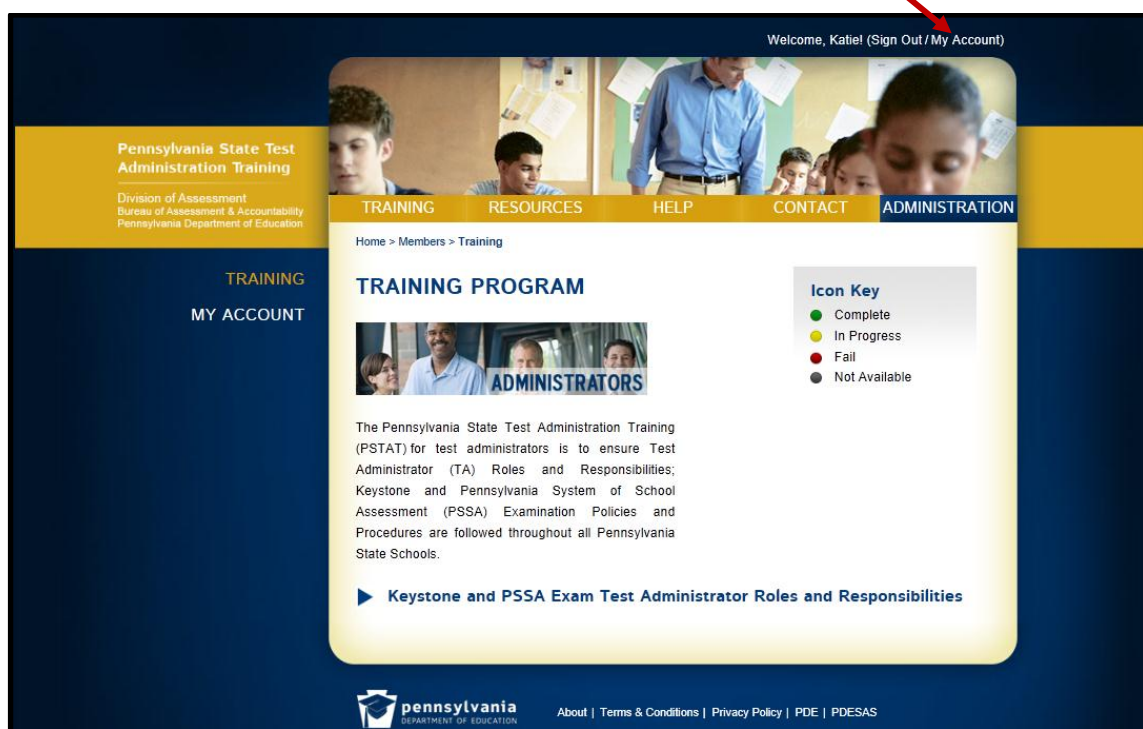 Welcome, Katie! (Sign Out / My Account)
Pennsylvania State Test
Administration Training
Division of Assessment
Bureau of Assessment & Accountability
Pennsylvania Department of Education
TRAINING
RESOURCES
HELP
CONTACT
ADMINISTRATION
Home > Members > Training
TRAINING
MY ACCOUNT
TRAINING PROGRAM
ADMINISTRATORS
The Pennsylvania State Test Administration Training
(PSTAT) for test administrators is to ensure Test
Administrator (TA) Roles and Responsibilities;
Keystone and Pennsylvania System of School
Assessment (PSSA) Examination Policies and
Procedures are followed throughout all Pennsylvania
State Schools.
Icon Key
Complete
In Progress
Fail
Not Available
Keystone and PSSA Exam Test Administrator Roles and Responsibilities
pennsylvania
DEPARTMENT OF EDUCATION
About | Terms & Conditions | Privacy Policy | PDE | PDESAS